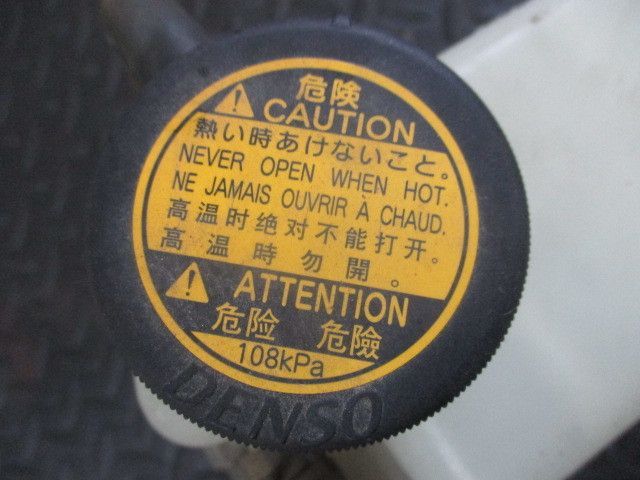 危険
CAUTION
熱い時あけないこと。
NEVER OPEN WHEN HOT.
NE JAMAIS OUVRIR À CHAUD.
高温时绝对不能打开。
高温時勿開。
ATTENTION
危险 危險
108kPa
DENSO